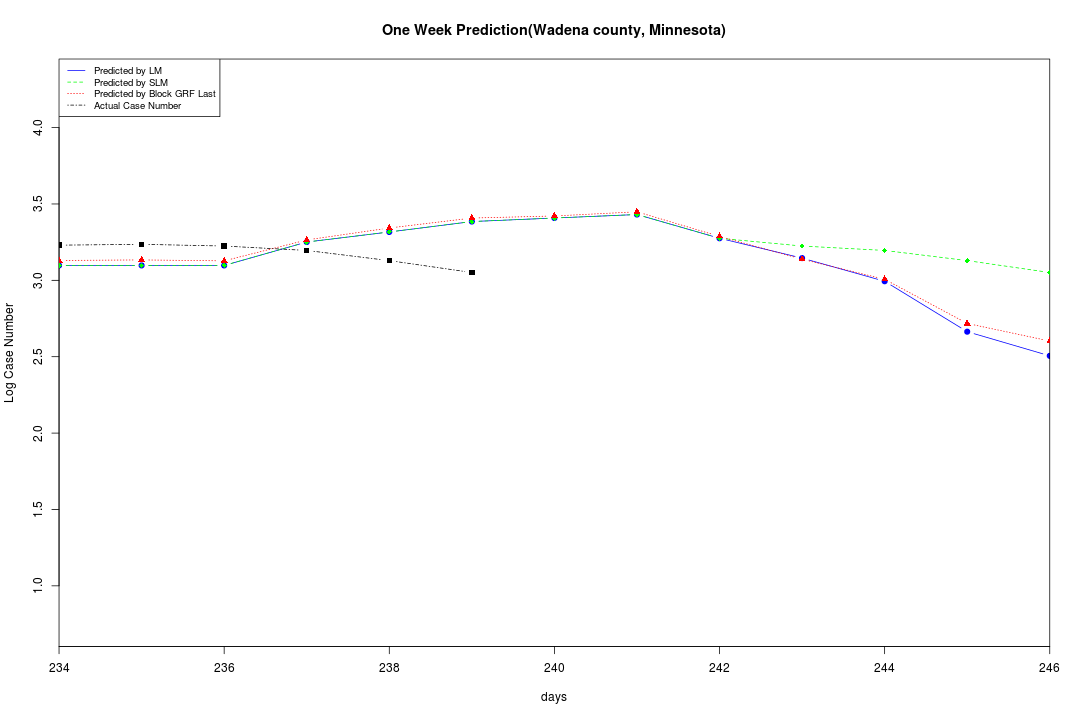 One Week Prediction(Wadena county, Minnesota)
Predicted by LM
Predicted by SLM
Predicted by Block GRF Last
Actual Case Number
4.0
3.5
3.0
2.5
2.0
1.5
1.0
Log Case Number
234 236 238 240 242 244 246
days